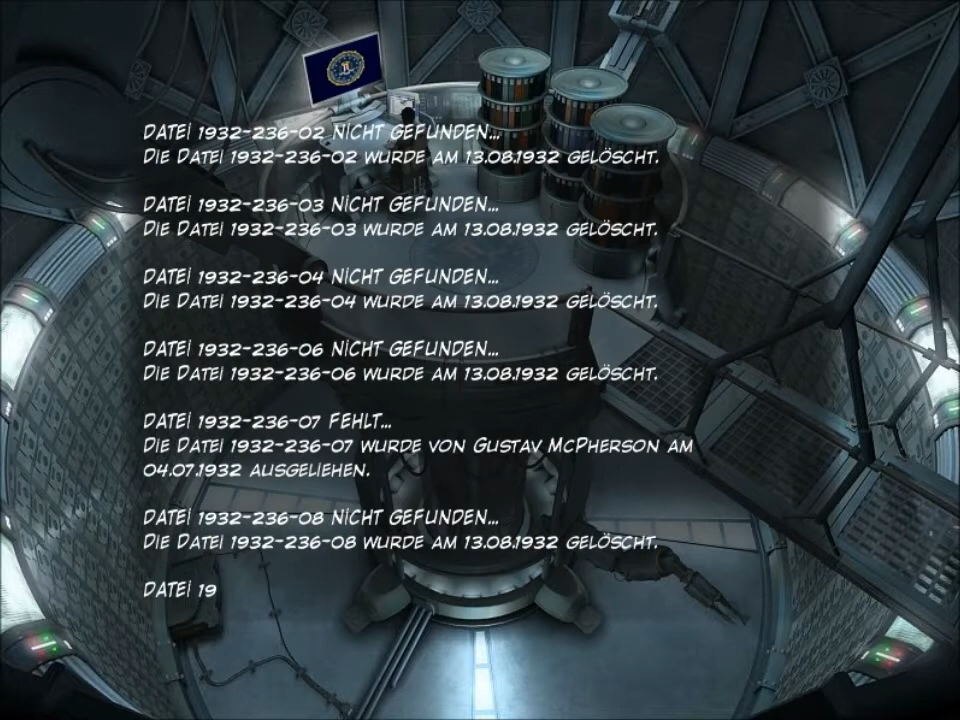 Datei 1932-236-02 nicht gefunden...
Die Datei 1932-236-02 wurde am 13.08.1932 gelöscht.
Datei 1932-236-03 nicht gefunden...
Die Datei 1932-236-03 wurde am 13.08.1932 gelöscht.
Datei 1932-236-04 nicht gefunden...
Die Datei 1932-236-04 wurde am 13.08.1932 gelöscht.
Datei 1932-236-06 nicht gefunden...
Die Datei 1932-236-06 wurde am 13.08.1932 gelöscht.
Datei 1932-236-07 fehlt...
Die Datei 1932-236-07 wurde von Gustav McPherson am
04.07.1932 ausgeliehen.
Datei 1932-236-08 nicht gefunden...
Die Datei 1932-236-08 wurde am 13.08.1932 gelöscht.
Datei 19